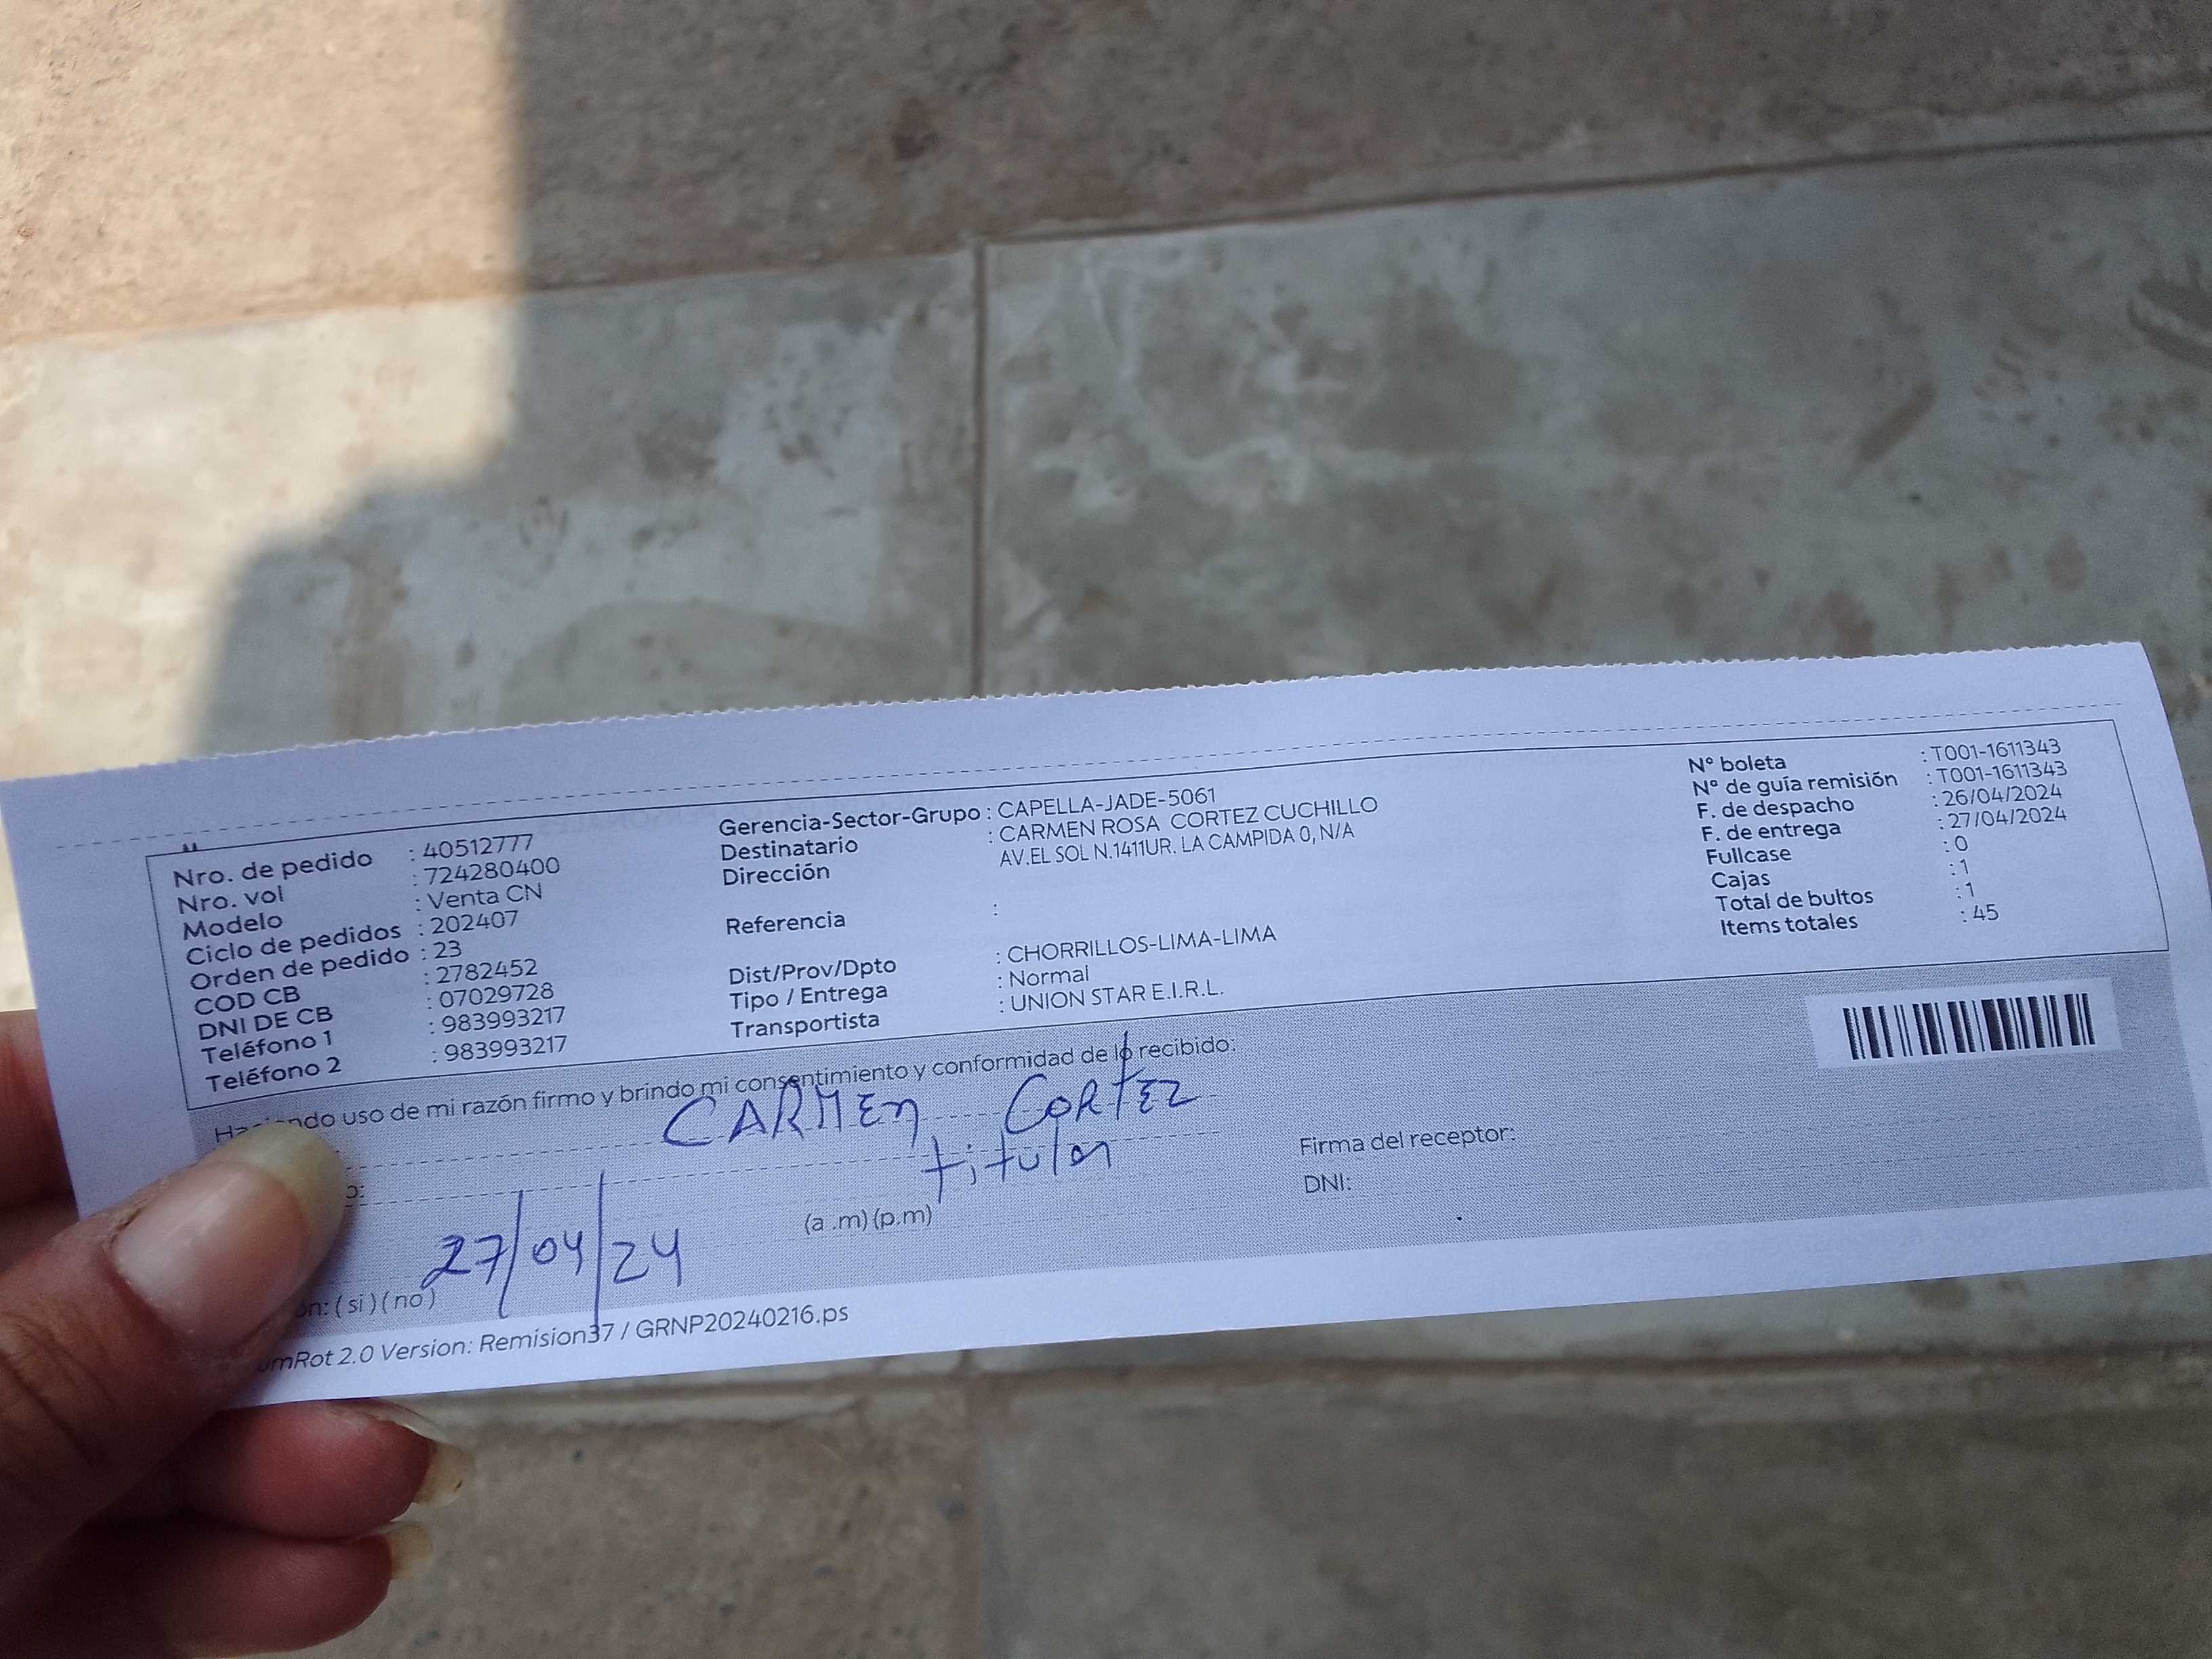 Nro. de pedido : 40512777
Nro. vol : 724280400
Modelo : Venta CN
Ciclo de pedidos : 202407
Orden de pedido : 23
COD CB : 2782452
DNI DE CB : 07029728
Teléfono 1 : 983993217
Teléfono 2 : 983993217
Gerencia-Sector-Grupo : CAPELLA-JADE-5061
Destinatario : CARMEN ROSA CORTEZ CUCHILLO
Dirección AV.EL SOL N.1411UR. LA CAMPIDA 0, N/A
Referencia :
Dist/Prov/Dpto : CHORRILLOS-LIMA-LIMA
Tipo / Entrega : Normal
Transportista : UNION STAR E.I.R.L.
Nº boleta : T001-1611343
Nº de guía remisión : T001-1611343
F. de despacho : 26/04/2024
F. de entrega : 27/04/2024
Fullcase : 0
Cajas : 1
Total de bultos : 1
Items totales : 45
uso de mi razón firmo y brindo mi consentimiento y conformidad de lo recibido:
CARMEN CORTEZ
titular
Firma del receptor:
DNI:
27/04/24
(a .m) (p.m)
(si) (no)
2.0 Version: Remision37 / GRNP20240216.ps